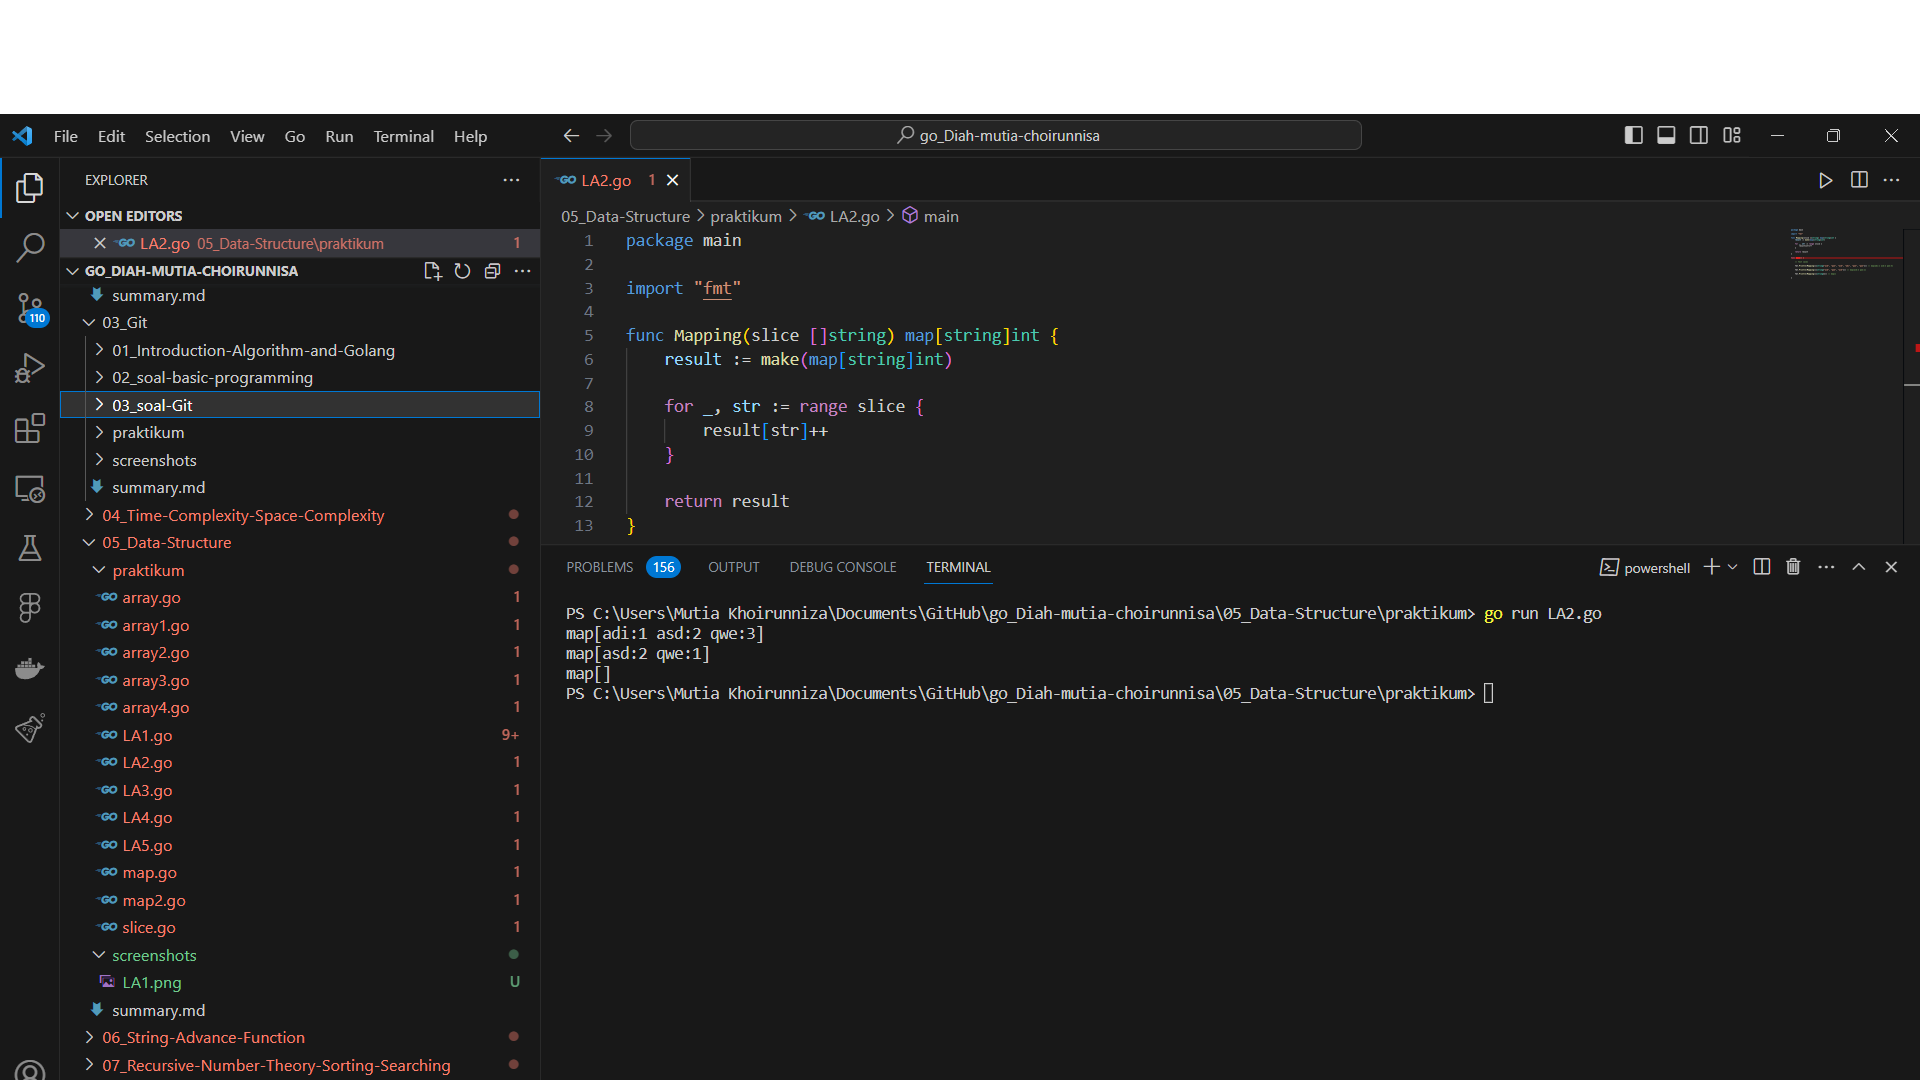 File Edit Selection View Go Run Terminal Help
go_Diah-mutia-choirunnisa
EXPLORER
OPEN EDITORS
LA2.go 05_Data-Structure\praktikum 1
GO_DIAH-MUTIA-CHOIRUNNISA
summary.md
03_Git
01_Introduction-Algorithm-and-Golang
02_soal-basic-programming
03_soal-Git
praktikum
screenshots
summary.md
04_Time-Complexity-Space-Complexity
05_Data-Structure
praktikum
array.go 1
array1.go 1
array2.go 1
array3.go 1
array4.go 1
LA1.go 9+
LA2.go 1
LA3.go 1
LA4.go 1
LA5.go 1
map.go 1
map2.go 1
slice.go 1
screenshots
LA1.png U
summary.md
06_String-Advance-Function
07_Recursive-Number-Theory-Sorting-Searching
110
GO LA2.go 1
05_Data-Structure > praktikum > GO LA2.go > main
1 package main
2
3 import "fmt"
4
5 func Mapping(slice []string) map[string]int {
6 result := make(map[string]int)
7
8 for _, str := range slice {
9 result[str]++
10 }
11
12 return result
13 }
PROBLEMS 156 OUTPUT DEBUG CONSOLE TERMINAL powershell
PS C:\Users\Mutia Khoirunniza\Documents\GitHub\go_Diah-mutia-choirunnisa\05_Data-Structure\praktikum> go run LA2.go
map[adi:1 asd:2 qwe:3]
map[asd:2 qwe:1]
map[]
PS C:\Users\Mutia Khoirunniza\Documents\GitHub\go_Diah-mutia-choirunnisa\05_Data-Structure\praktikum>